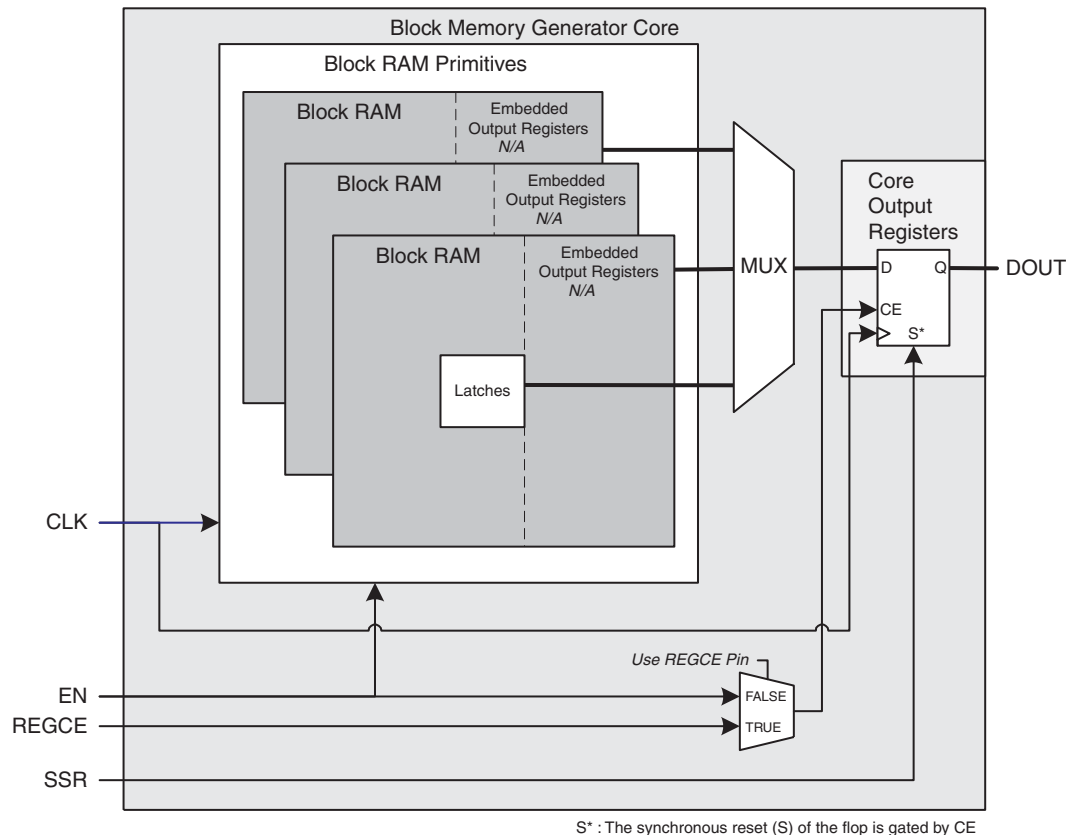 Block Memory Generator Core
Block RAM Primitives
Block RAM
Embedded
Output Registers
N/A
Block RAM
Embedded
Output Registers
N/A
Block RAM
Embedded
Output Registers
N/A
Latches
MUX
Core
Output
Registers
D
Q
CE
S*
DOUT
CLK
Use REGCE Pin
EN
FALSE
REGCE
TRUE
SSR
S* : The synchronous reset (S) of the flop is gated by CE